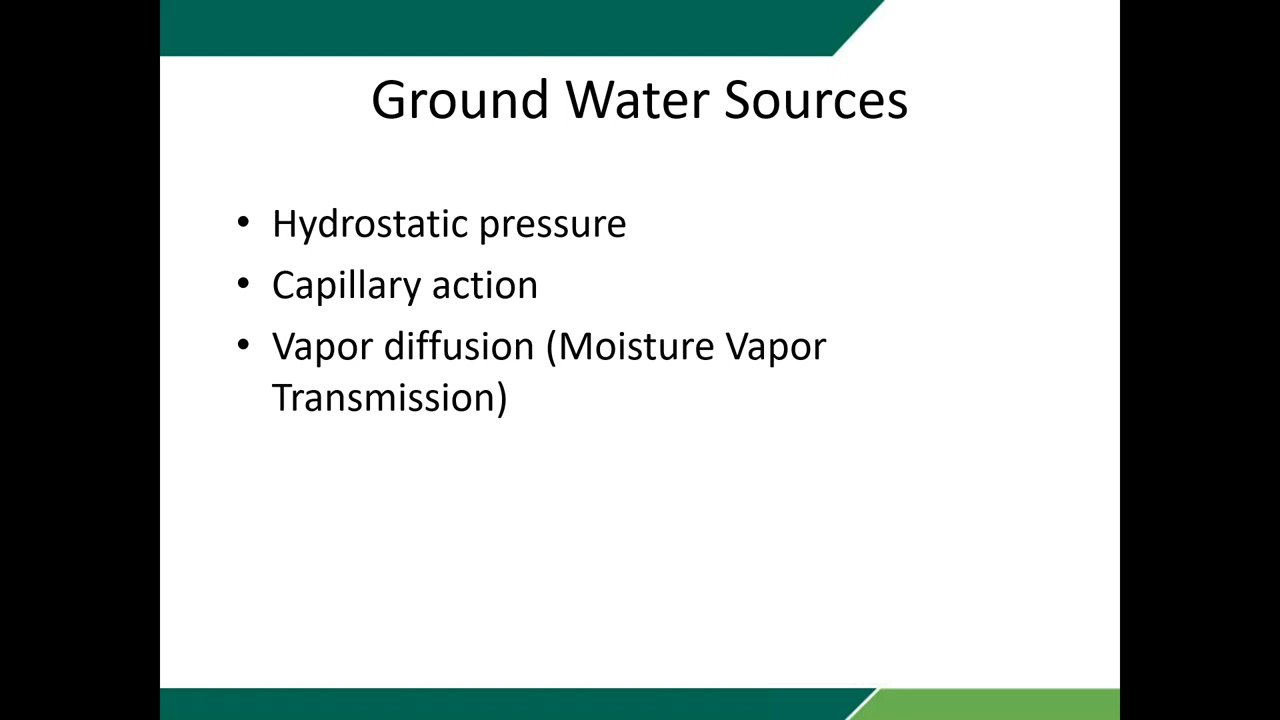 Ground Water Sources
• Hydrostatic pressure
• Capillary action
• Vapor diffusion (Moisture Vapor
Transmission)